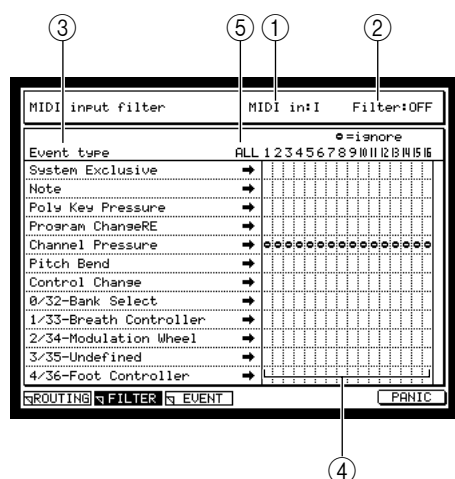 ③ ⑤ ① ②
MIDI input filter MIDI in:I Filter:OFF
=ignore
Event type ALL 1 2 3 4 5 6 7 8 9 10 11 12 13 14 15 16
System Exclusive
Note
Poly Key Pressure
Program ChangeRE
Channel Pressure
Pitch Bend
Control Change
0/32-Bank Select
1/33-Breath Controller
2/34-Modulation Wheel
3/35-Undefined
4/36-Foot Controller
ROUTING FILTER EVENT PANIC
④